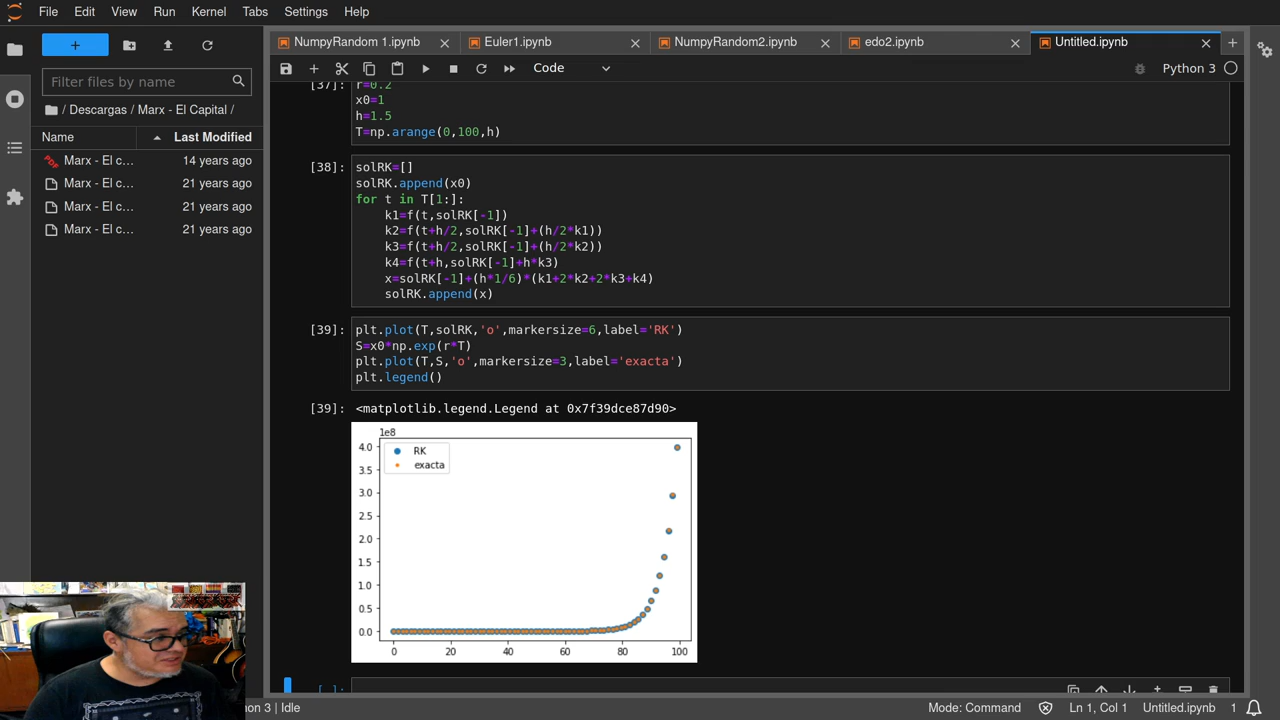 File Edit View Run Kernel Tabs Settings Help
NumpyRandom 1.ipynb
Euler1.ipynb
NumpyRandom2.ipynb
edo2.ipynb
Untitled.ipynb
Code
Python 3
Filter files by name
/ Descargas / Marx - El Capital /
Name Last Modified
Marx - El c... 14 years ago
Marx - El c... 21 years ago
Marx - El c... 21 years ago
Marx - El c... 21 years ago
[37]: r=0.2
x0=1
h=1.5
T=np.arange(0,100,h)
[38]: solRK=[]
solRK.append(x0)
for t in T[1:]:
k1=f(t,solRK[-1])
k2=f(t+h/2,solRK[-1]+(h/2*k1))
k3=f(t+h/2,solRK[-1]+(h/2*k2))
k4=f(t+h,solRK[-1]+h*k3)
x=solRK[-1]+(h*1/6)*(k1+2*k2+2*k3+k4)
solRK.append(x)
[39]: plt.plot(T,solRK,'o',markersize=6,label='RK')
S=x0*np.exp(r*T)
plt.plot(T,S,'o',markersize=3,label='exacta')
plt.legend()
[39]: <matplotlib.legend.Legend at 0x7f39dce87d90>
1e8
RK
exacta
4.0
3.5
3.0
2.5
2.0
1.5
1.0
0.5
0.0
0 20 40 60 80 100
[ ]:
on 3 | Idle
Mode: Command
Ln 1, Col 1
Untitled.ipynb
1